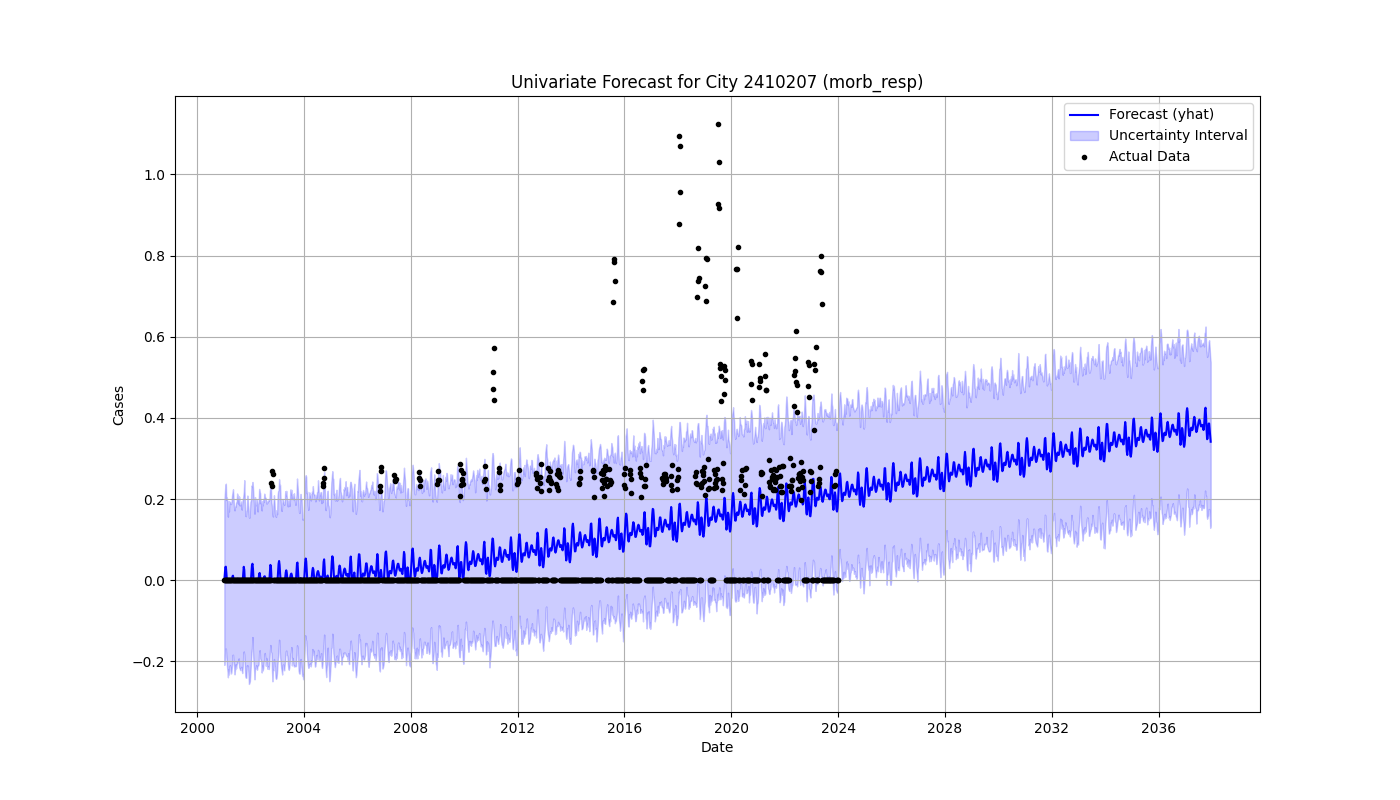 Univariate Forecast for City 2410207 (morb_resp)
Forecast (yhat)
Uncertainty Interval
Actual Data
Cases
1.0
0.8
0.6
0.4
0.2
0.0
−0.2
2000 2004 2008 2012 2016 2020 2024 2028 2032 2036
Date